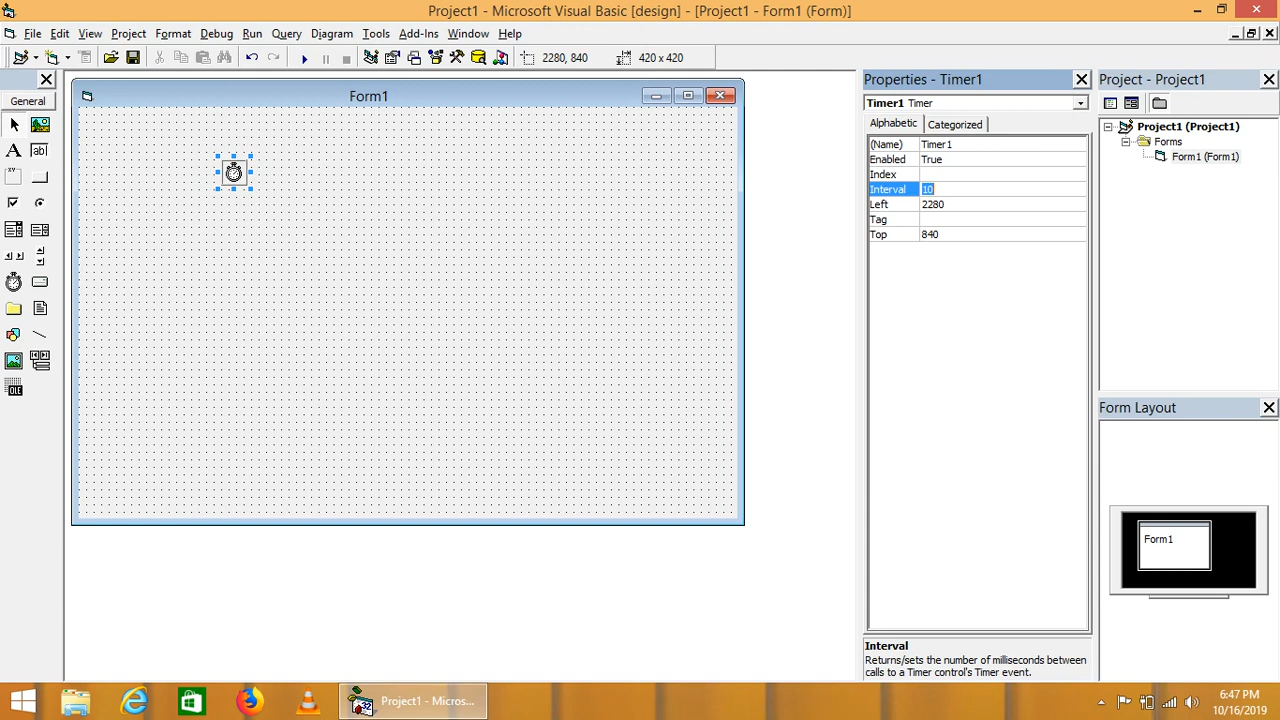 Project1 - Microsoft Visual Basic [design] - [Project1 - Form1 (Form)]
File Edit View Project Format Debug Run Query Diagram Tools Add-Ins Window Help
2280, 840 420 x 420
General
Form1
Properties - Timer1
Timer1 Timer
Alphabetic Categorized
(Name) Timer1
Enabled True
Index
Interval 10
Left 2280
Tag
Top 840
Interval
Returns/sets the number of milliseconds between
calls to a Timer control's Timer event.
Project - Project1
Project1 (Project1)
Forms
Form1 (Form1)
Form Layout
Form1
Project1 - Micros...
6:47 PM
10/16/2019